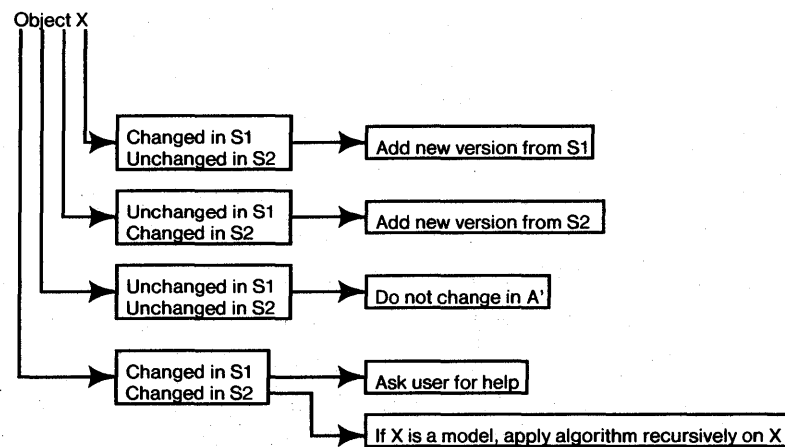 Object X
Changed in S1
Unchanged in S2
Add new version from S1
Unchanged in S1
Changed in S2
Add new version from S2
Unchanged in S1
Unchanged in S2
Do not change in A'
Changed in S1
Changed in S2
Ask user for help
If X is a model, apply algorithm recursively on X